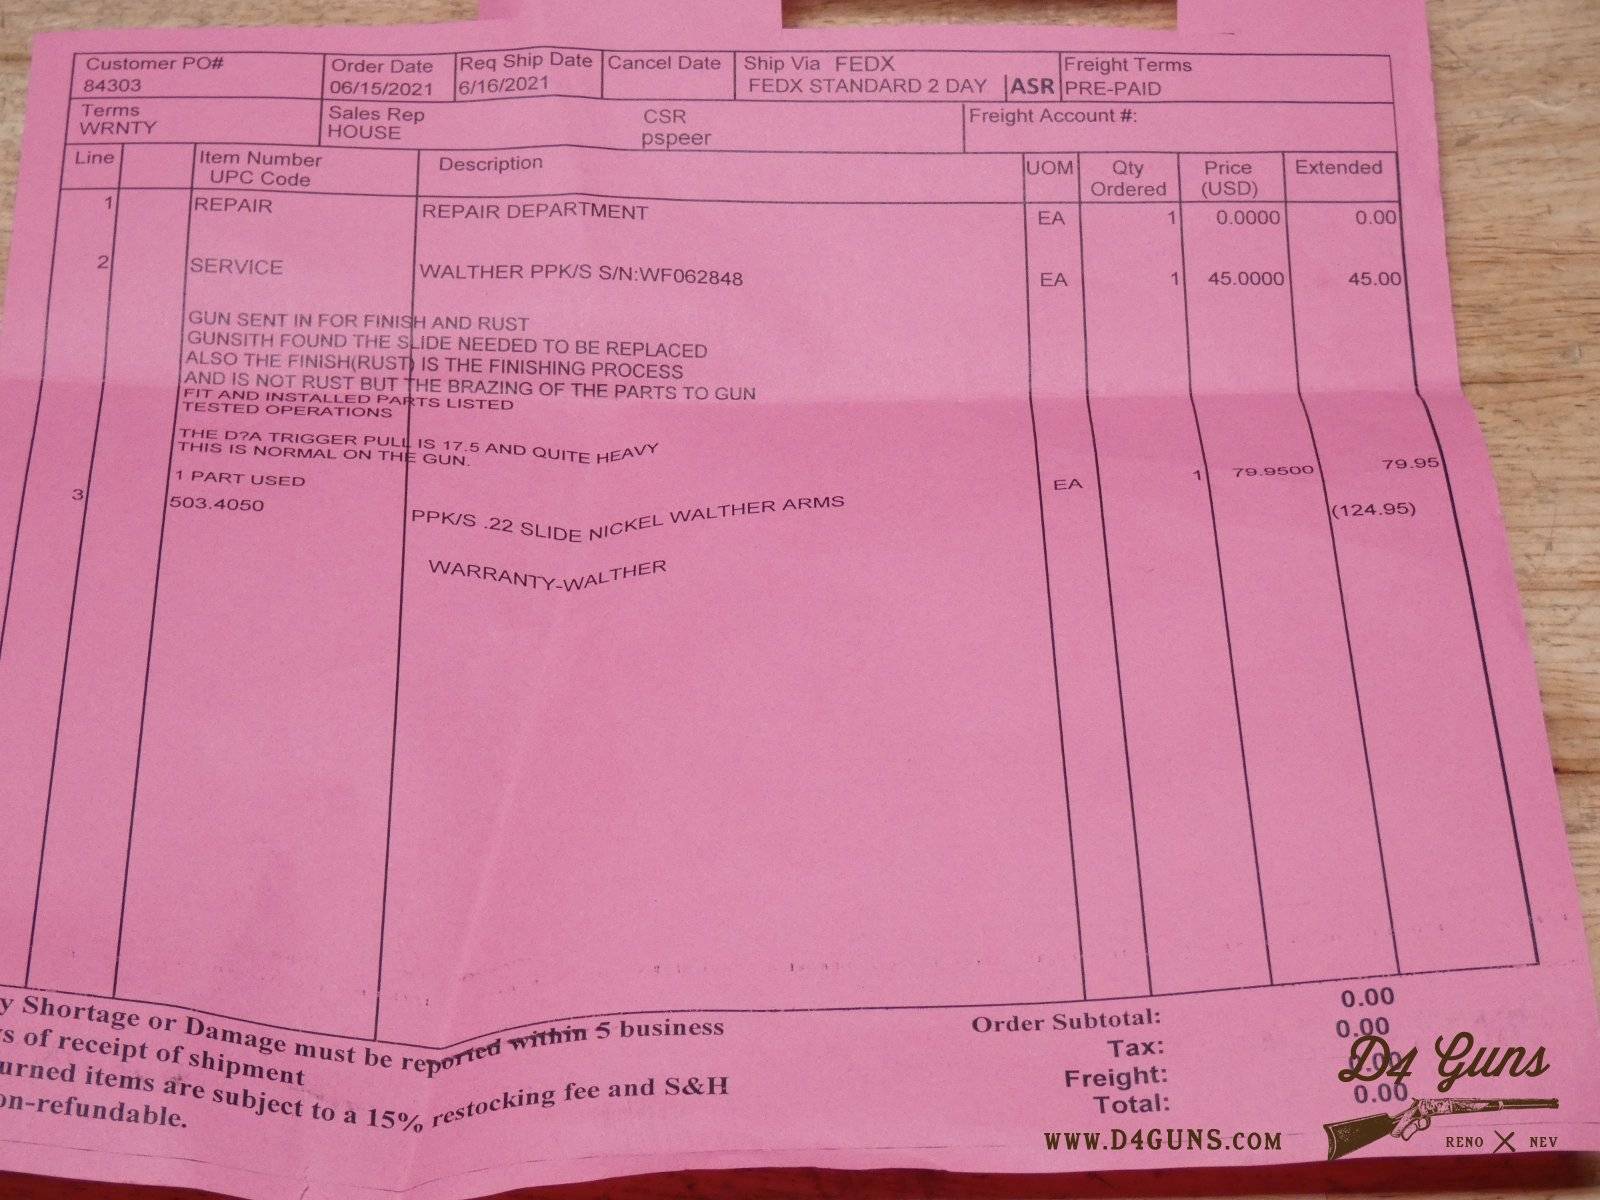 Customer PO# Order Date Req Ship Date Cancel Date Ship Via FEDX Freight Terms
84303 06/15/2021 6/16/2021 FEDX STANDARD 2 DAY ASR PRE-PAID
Terms Sales Rep CSR Freight Account #:
WRNTY HOUSE pspeer
Line Item Number Description UOM Qty Price Extended
UPC Code Ordered (USD)
1 REPAIR REPAIR DEPARTMENT EA 1 0.0000 0.00
2 SERVICE WALTHER PPK/S S/N:WF062848 EA 1 45.0000 45.00
GUN SENT IN FOR FINISH AND RUST
GUNSITH FOUND THE SLIDE NEEDED TO BE REPLACED
ALSO THE FINISH(RUST) IS THE FINISHING PROCESS
AND IS NOT RUST BUT THE BRAZING OF THE PARTS TO GUN
FIT AND INSTALLED PARTS LISTED
TESTED OPERATIONS
THE D?A TRIGGER PULL IS 17.5 AND QUITE HEAVY
THIS IS NORMAL ON THE GUN.
1 PART USED
3 503.4050 PPK/S .22 SLIDE NICKEL WALTHER ARMS EA 1 79.9500 79.95
WARRANTY-WALTHER (124.95)
y Shortage or Damage must be reported within 5 business
s of receipt of shipment
urned items are subject to a 15% restocking fee and S&H
on-refundable.
Order Subtotal: 0.00
Tax: 0.00
Freight: 0.00
Total: 0.00
D4 Guns
WWW.D4GUNS.COM
RENO NEV